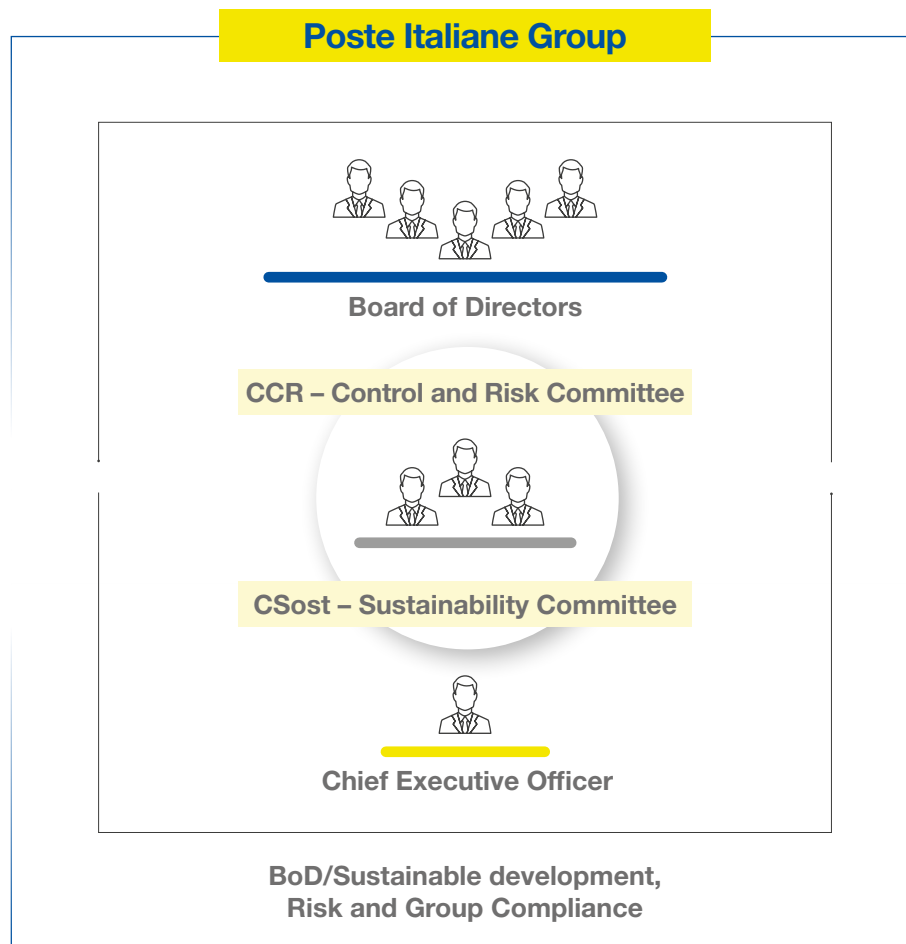 Poste Italiane Group
Board of Directors
CCR – Control and Risk Committee
CSost – Sustainability Committee
Chief Executive Officer
BoD/Sustainable development,
Risk and Group Compliance